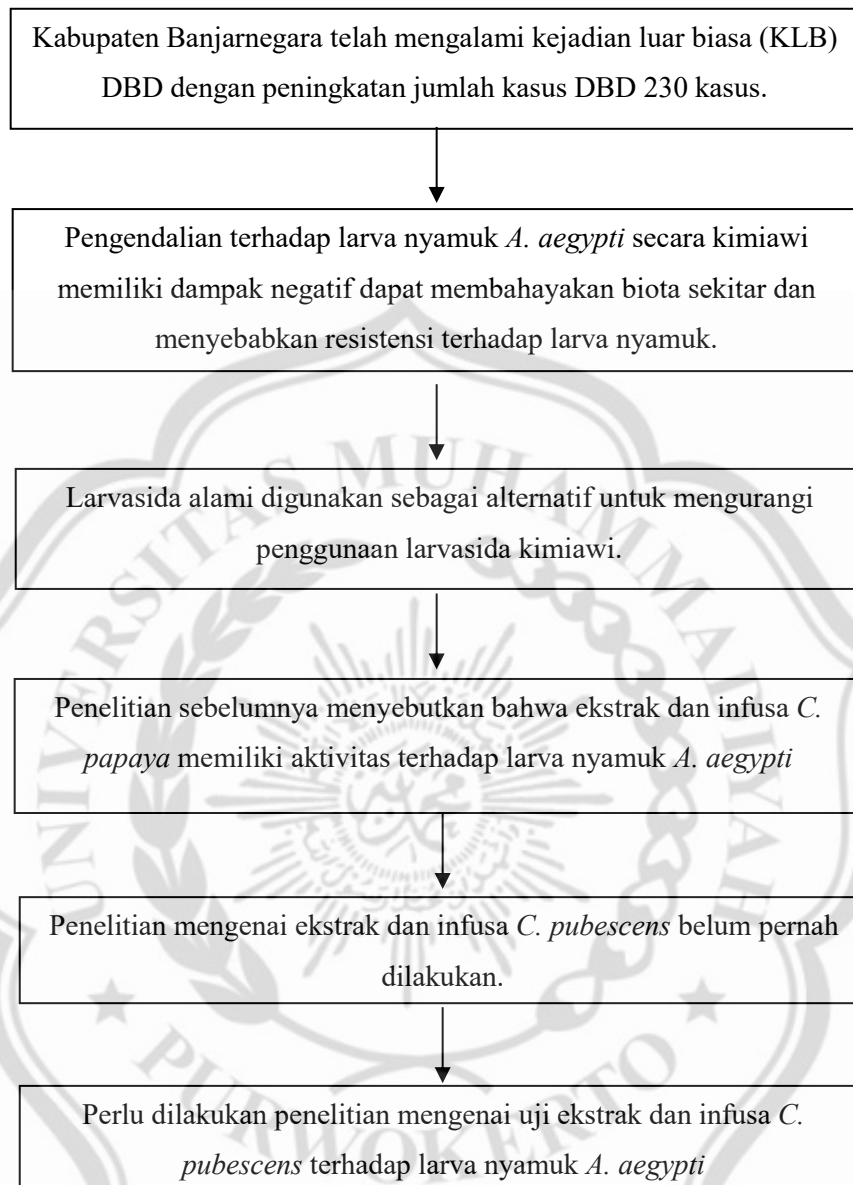 Kabupaten Banjarnegara telah mengalami kejadian luar biasa (KLB)
DBD dengan peningkatan jumlah kasus DBD 230 kasus.
Pengendalian terhadap larva nyamuk A. aegypti secara kimiawi
memiliki dampak negatif dapat membahayakan biota sekitar dan
menyebabkan resistensi terhadap larva nyamuk.
Larvasida alami digunakan sebagai alternatif untuk mengurangi
penggunaan larvasida kimiawi.
Penelitian sebelumnya menyebutkan bahwa ekstrak dan infusa C.
papaya memiliki aktivitas terhadap larva nyamuk A. aegypti
Penelitian mengenai ekstrak dan infusa C. pubescens belum pernah
dilakukan.
Perlu dilakukan penelitian mengenai uji ekstrak dan infusa C.
pubescens terhadap larva nyamuk A. aegypti
UNIVERSITAS MUHAMMADIYAH
PURWOKERTO